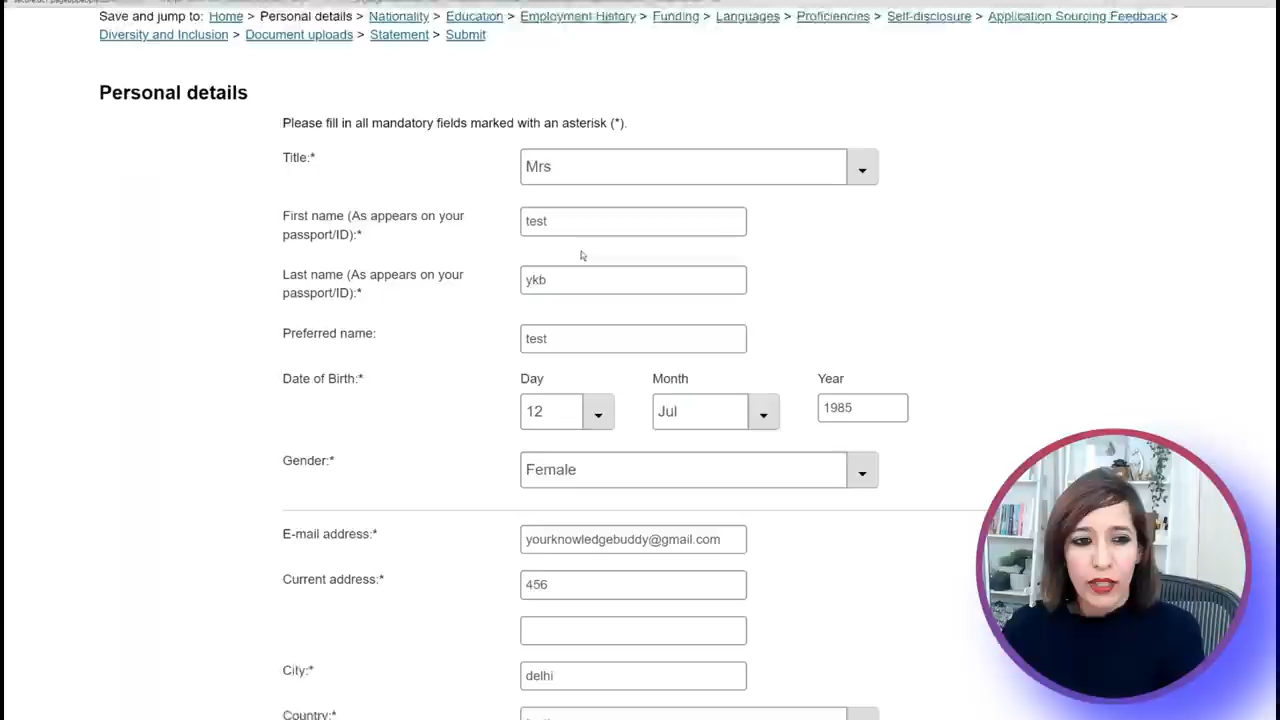 Save and jump to: Home > Personal details > Nationality > Education > Employment History > Funding > Languages > Proficiencies > Self-disclosure > Application Sourcing Feedback >
Diversity and Inclusion > Document uploads > Statement > Submit
Personal details
Please fill in all mandatory fields marked with an asterisk (*).
Title:*
Mrs
First name (As appears on your
passport/ID):*
test
Last name (As appears on your
passport/ID):*
ykb
Preferred name:
test
Date of Birth:*
Day
Month
Year
12
Jul
1985
Gender:*
Female
E-mail address:*
yourknowledgebuddy@gmail.com
Current address:*
456
City:*
delhi
Country:*